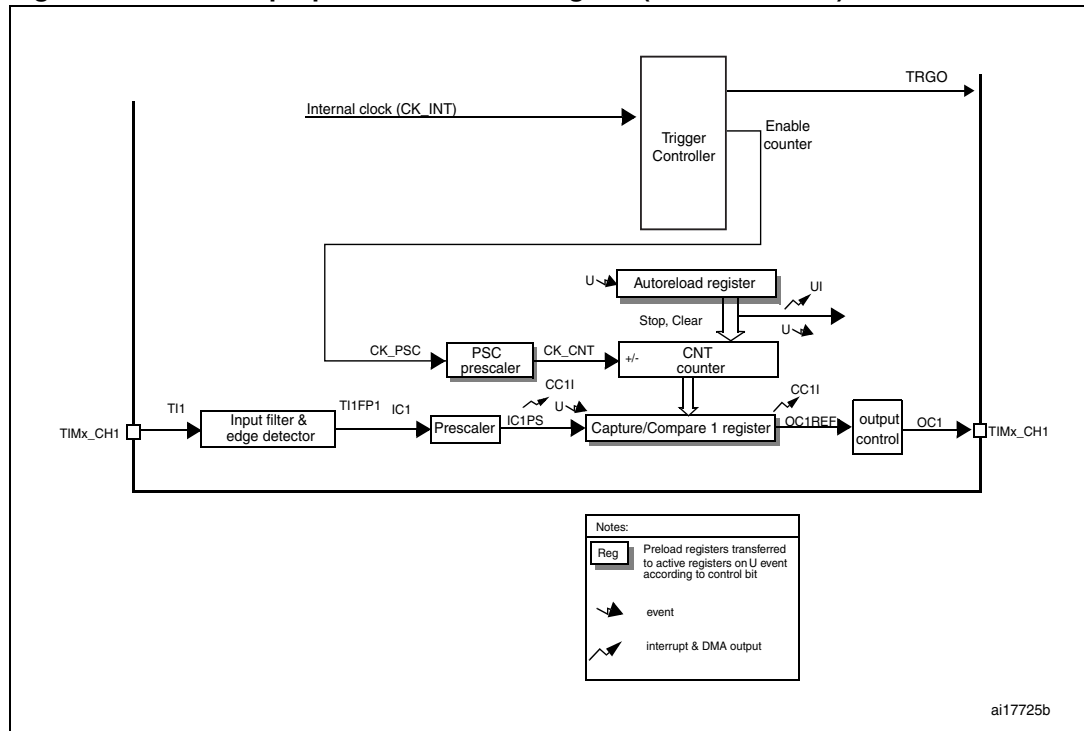 TRGO
Internal clock (CK_INT)
Trigger
Controller
Enable
counter
U
Autoreload register
UI
Stop, Clear
U
CK_PSC
PSC
prescaler
CK_CNT
+/-
CNT
counter
CC1I
U
CC1I
TI1
TI1FP1
IC1
IC1PS
OC1REF
OC1
TIMx_CH1
Input filter &
edge detector
Prescaler
Capture/Compare 1 register
output
control
TIMx_CH1
Notes:
Reg
Preload registers transferred
to active registers on U event
according to control bit
event
interrupt & DMA output
ai17725b